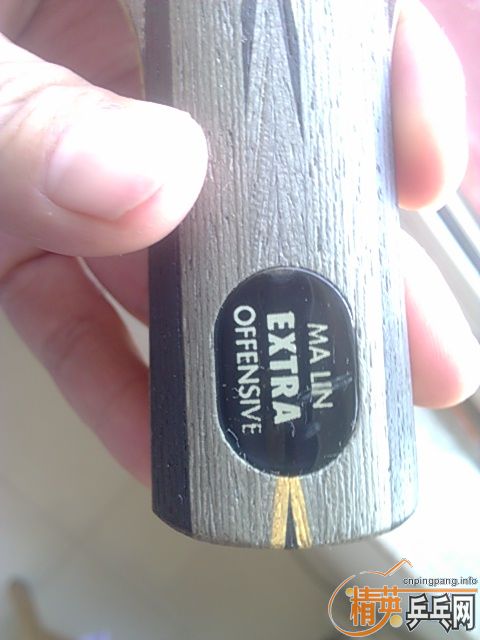 MA LIN
EXTRA
OFFENSIVE
cnpingpang.info
精英乒乓网